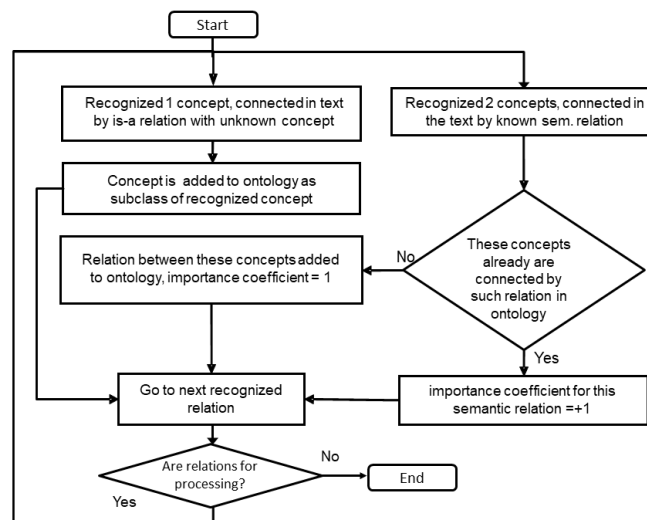 Start
Recognized 1 concept, connected in text
by is-a relation with unknown concept
Recognized 2 concepts, connected in
the text by known sem. relation
Concept is added to ontology as
subclass of recognized concept
Relation between these concepts added
to ontology, importance coefficient = 1
No
These concepts
already are
connected by
such relation in
ontology
Yes
Go to next recognized
relation
importance coefficient for this
semantic relation =+1
Are relations for
processing?
No
End
Yes